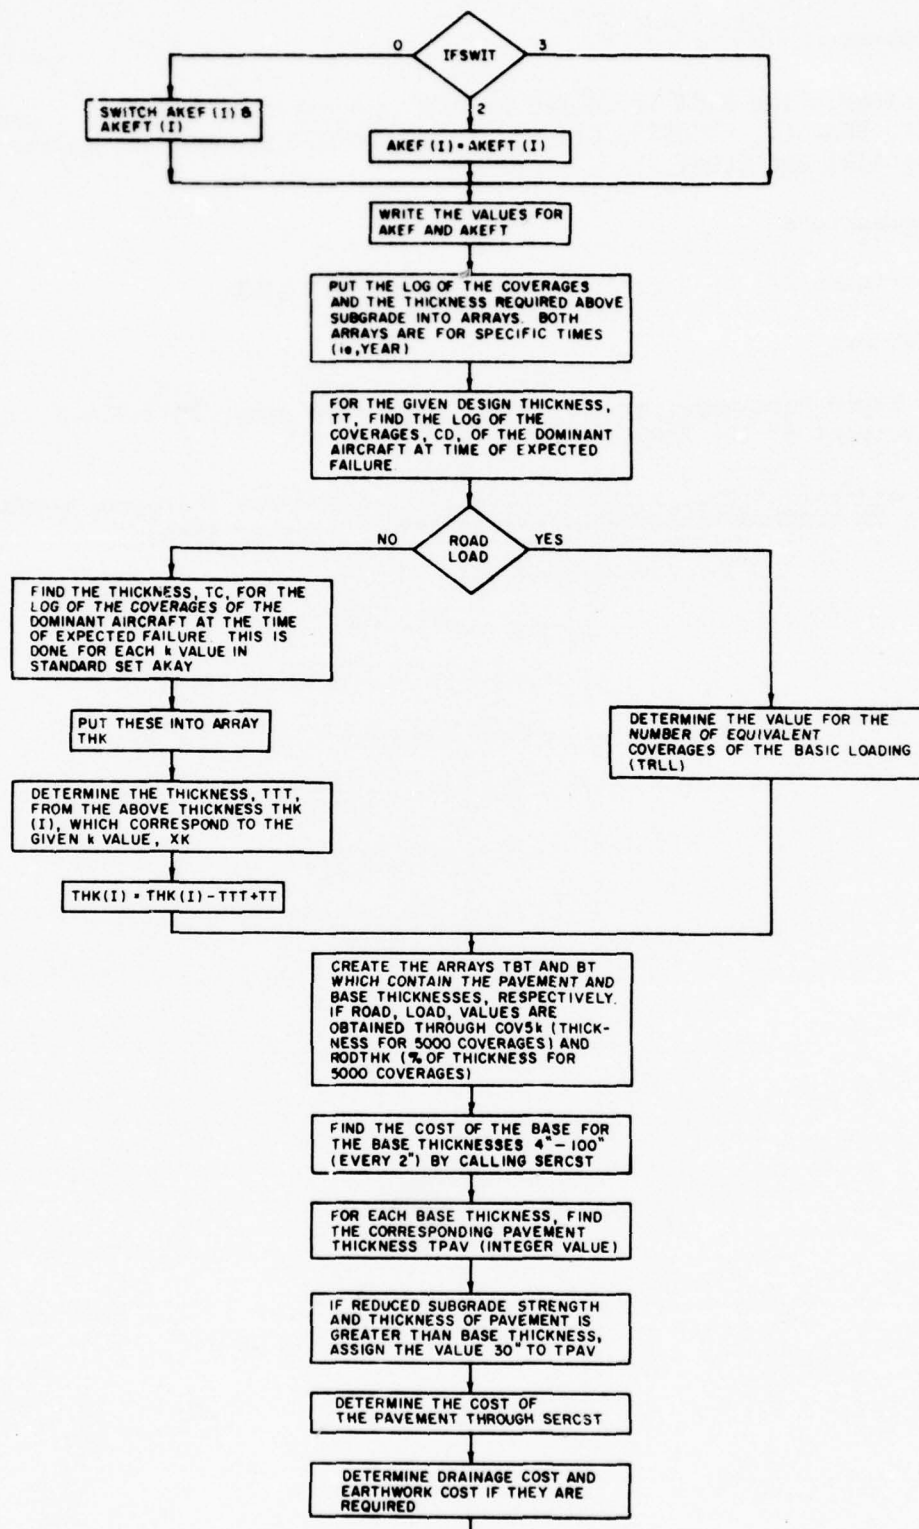 IFSWIT
0
3
2
SWITCH AKEF (I) &
AKEFT (I)
AKEF (I) = AKEFT (I)
WRITE THE VALUES FOR
AKEF AND AKEFT
PUT THE LOG OF THE COVERAGES
AND THE THICKNESS REQUIRED ABOVE
SUBGRADE INTO ARRAYS. BOTH
ARRAYS ARE FOR SPECIFIC TIMES
(ie, YEAR)
FOR THE GIVEN DESIGN THICKNESS,
TT, FIND THE LOG OF THE
COVERAGES, CD, OF THE DOMINANT
AIRCRAFT AT TIME OF EXPECTED
FAILURE
ROAD
LOAD
NO
YES
FIND THE THICKNESS, TC, FOR THE
LOG OF THE COVERAGES OF THE
DOMINANT AIRCRAFT AT THE TIME
OF EXPECTED FAILURE. THIS IS
DONE FOR EACH k VALUE IN
STANDARD SET AKAY
PUT THESE INTO ARRAY
THK
DETERMINE THE THICKNESS, TTT,
FROM THE ABOVE THICKNESS THK
(I), WHICH CORRESPOND TO THE
GIVEN k VALUE, XK
THK(I) = THK(I)-TTT+TT
DETERMINE THE VALUE FOR THE
NUMBER OF EQUIVALENT
COVERAGES OF THE BASIC LOADING
(TRLL)
CREATE THE ARRAYS TBT AND BT
WHICH CONTAIN THE PAVEMENT AND
BASE THICKNESSES, RESPECTIVELY.
IF ROAD, LOAD, VALUES ARE
OBTAINED THROUGH COV5k (THICK-
NESS FOR 5000 COVERAGES) AND
RODTHK (% OF THICKNESS FOR
5000 COVERAGES)
FIND THE COST OF THE BASE FOR
THE BASE THICKNESSES 4"-100"
(EVERY 2") BY CALLING SERCST
FOR EACH BASE THICKNESS, FIND
THE CORRESPONDING PAVEMENT
THICKNESS TPAV (INTEGER VALUE)
IF REDUCED SUBGRADE STRENGTH
AND THICKNESS OF PAVEMENT IS
GREATER THAN BASE THICKNESS,
ASSIGN THE VALUE 30" TO TPAV
DETERMINE THE COST OF
THE PAVEMENT THROUGH SERCST
DETERMINE DRAINAGE COST AND
EARTHWORK COST IF THEY ARE
REQUIRED